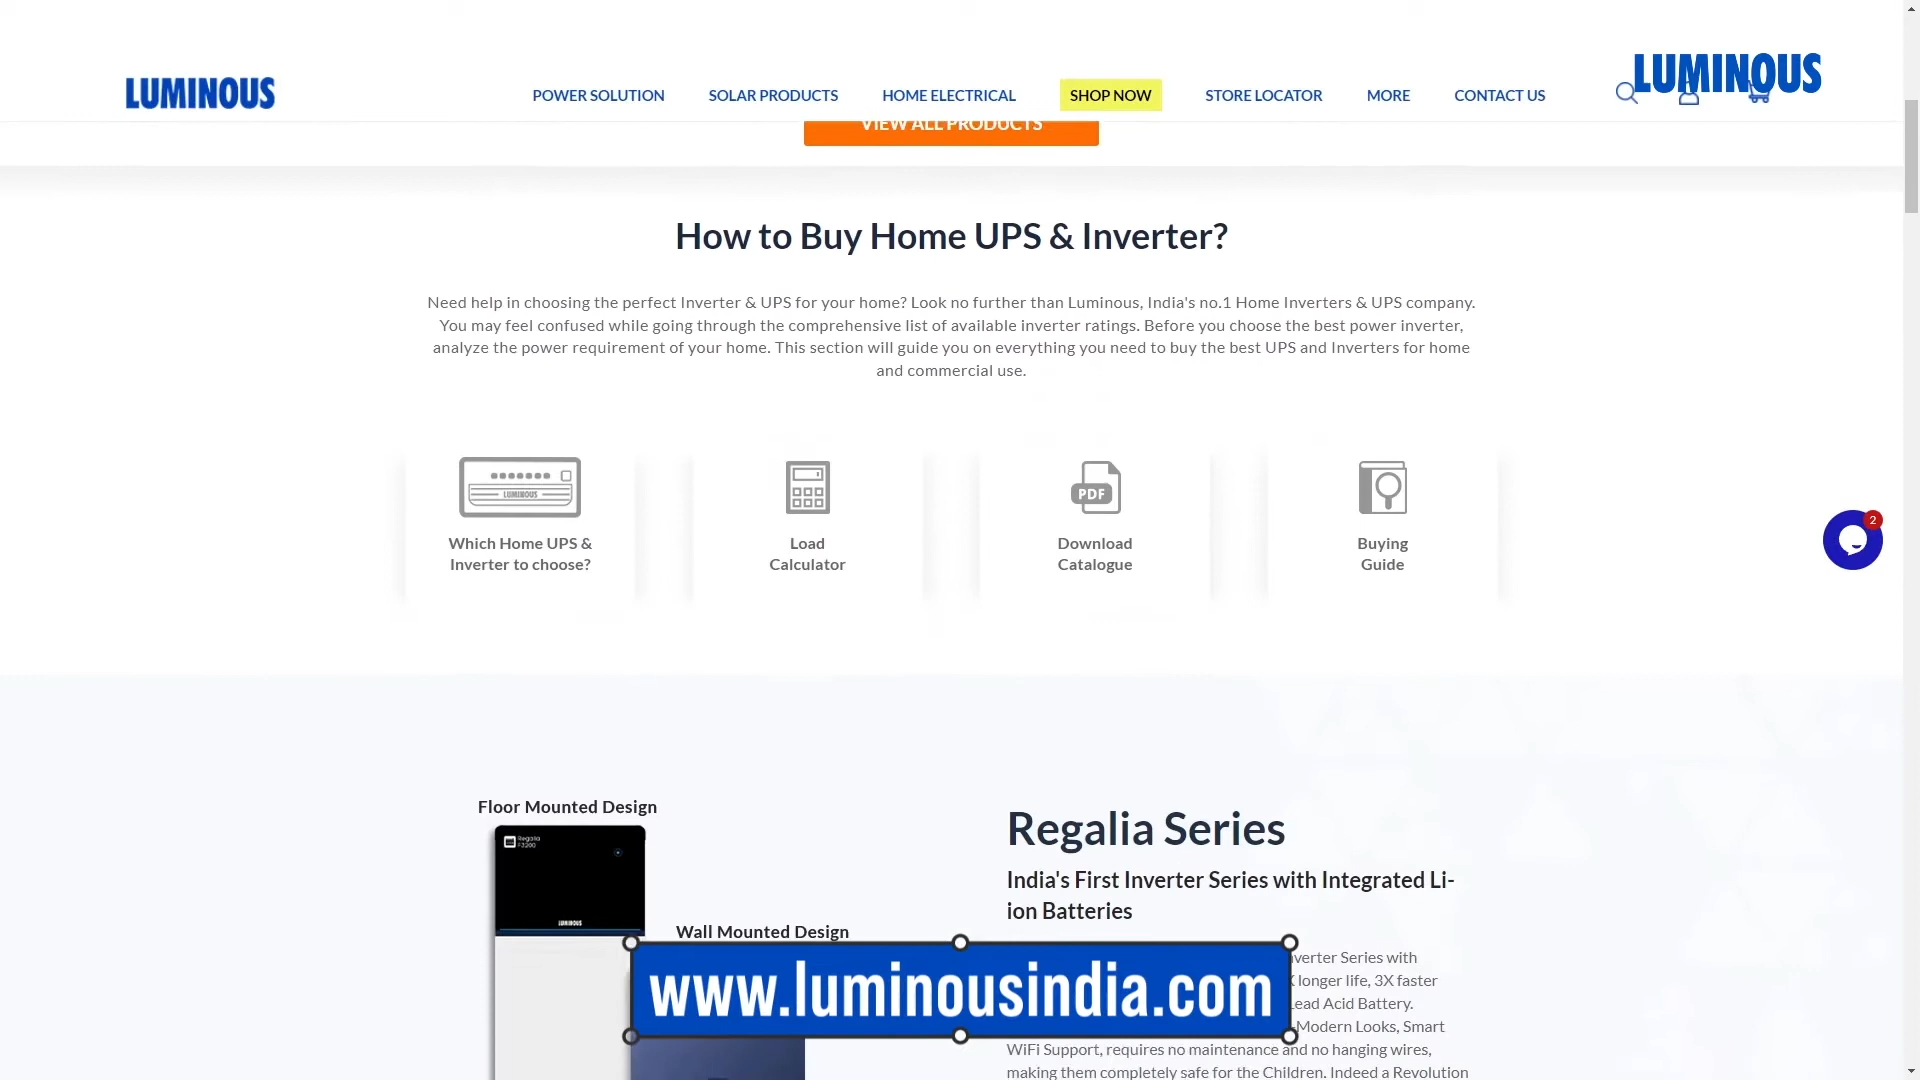 LUMINOUS
POWER SOLUTION
SOLAR PRODUCTS
HOME ELECTRICAL
SHOP NOW
STORE LOCATOR
MORE
CONTACT US
LUMINOUS
VIEW ALL PRODUCTS
How to Buy Home UPS & Inverter?
Need help in choosing the perfect Inverter & UPS for your home? Look no further than Luminous, India's no.1 Home Inverters & UPS company.
You may feel confused while going through the comprehensive list of available inverter ratings. Before you choose the best power inverter,
analyze the power requirement of your home. This section will guide you on everything you need to buy the best UPS and Inverters for home
and commercial use.
LUMINOUS
Which Home UPS &
Inverter to choose?
Load
Calculator
PDF
Download
Catalogue
Buying
Guide
2
Floor Mounted Design
Regalia
F3200
LUMINOUS
Wall Mounted Design
Regalia Series
India's First Inverter Series with Integrated Li-
ion Batteries
Series with
longer life, 3X faster
Acid Battery.
Modern Looks, Smart
WiFi Support, requires no maintenance and no hanging wires,
making them completely safe for the Children. Indeed a Revolution
www.luminousindia.com